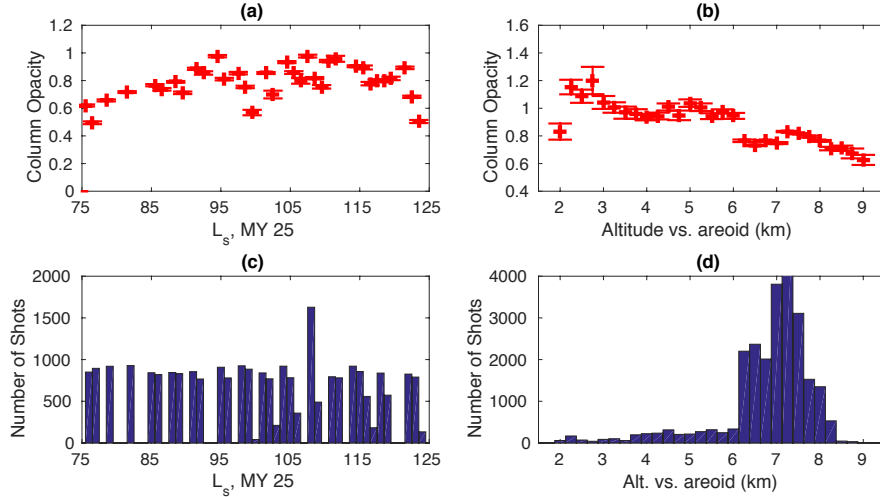 (a)
1.2
1
0.8
0.6
0.4
0.2
0
Column Opacity
75 85 95 105 115 125
L_s, MY 25
(b)
1.6
1.4
1.2
1
0.8
0.6
0.4
Column Opacity
2 3 4 5 6 7 8 9
Altitude vs. areoid (km)
(c)
2000
1500
1000
500
0
Number of Shots
75 85 95 105 115 125
L_s, MY 25
(d)
4000
3000
2000
1000
0
Number of Shots
2 3 4 5 6 7 8 9
Alt. vs. areoid (km)